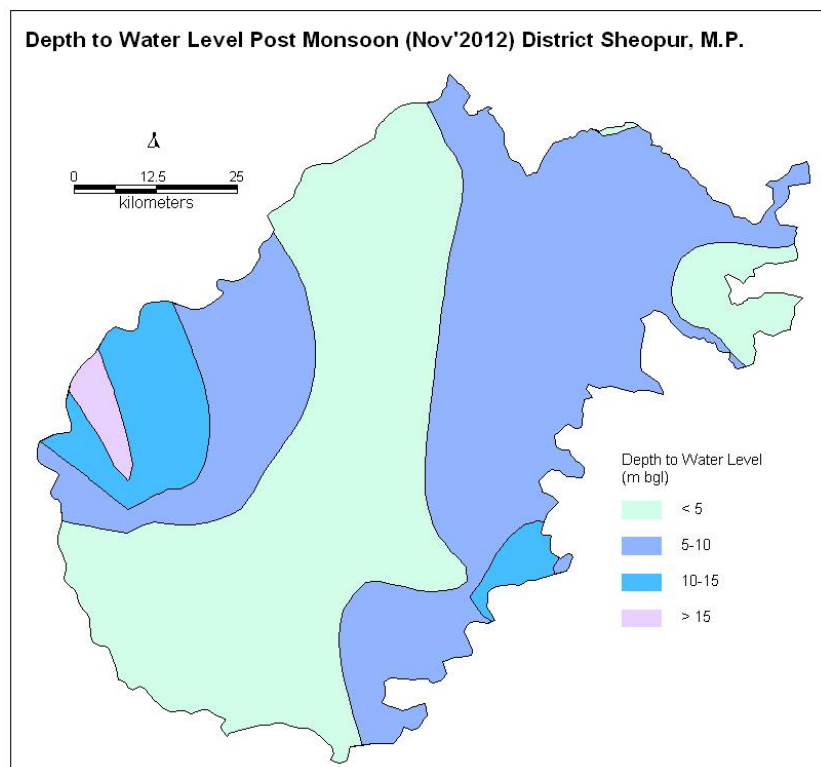 Depth to Water Level Post Monsoon (Nov'2012) District Sheopur, M.P.
0 12.5 25
kilometers
Depth to Water Level
(m bgl)
< 5
5-10
10-15
> 15